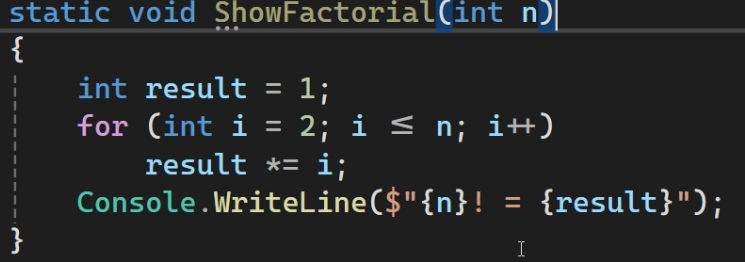 static void ShowFactorial(int n)
{
    int result = 1;
    for (int i = 2; i ≤ n; i++)
        result *= i;
    Console.WriteLine($"{n}! = {result}");
}